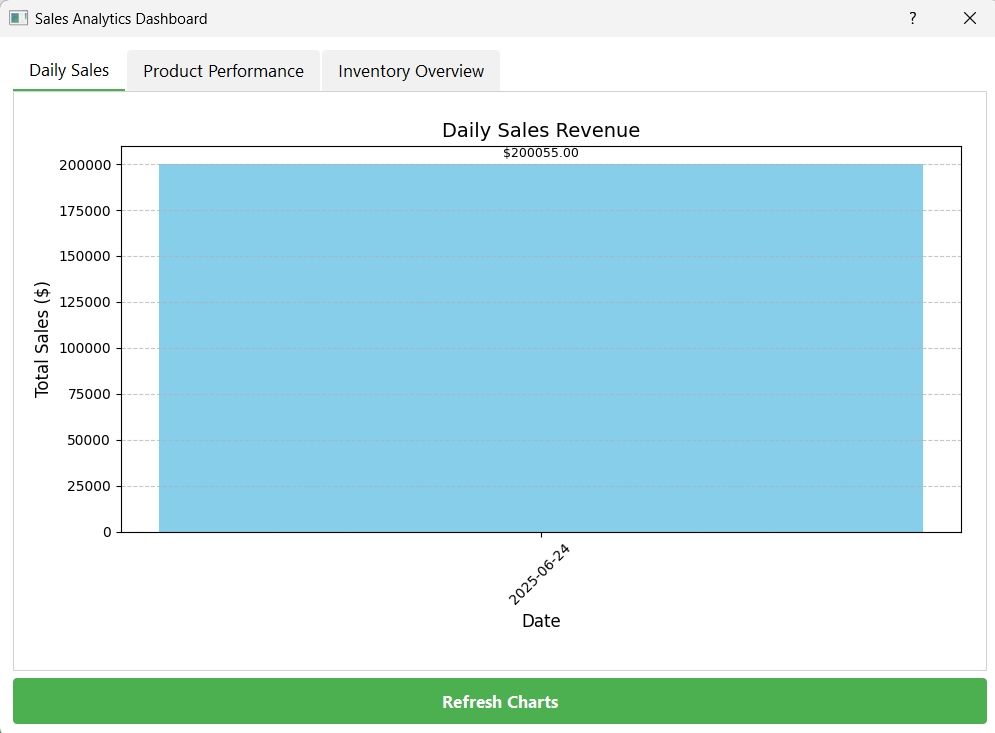 Sales Analytics Dashboard ?
Daily Sales Product Performance Inventory Overview
Daily Sales Revenue
$200055.00
200000
175000
150000
125000
100000
75000
50000
25000
0
Total Sales ($)
2025-06-24
Date
Refresh Charts